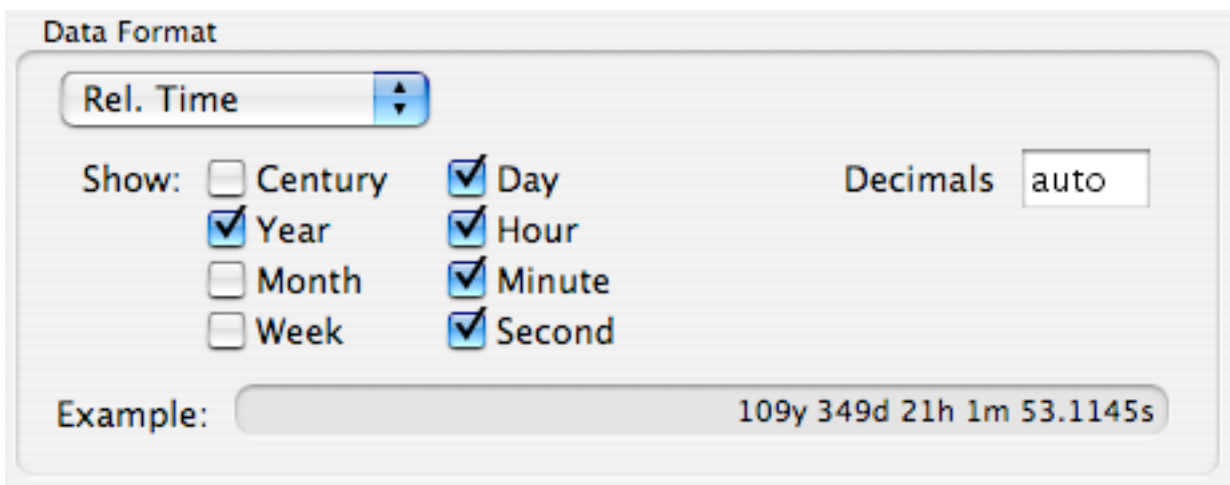 Data Format
Rel. Time
Show: Century Day Decimals auto
Year Hour
Month Minute
Week Second
Example: 109y 349d 21h 1m 53.1145s